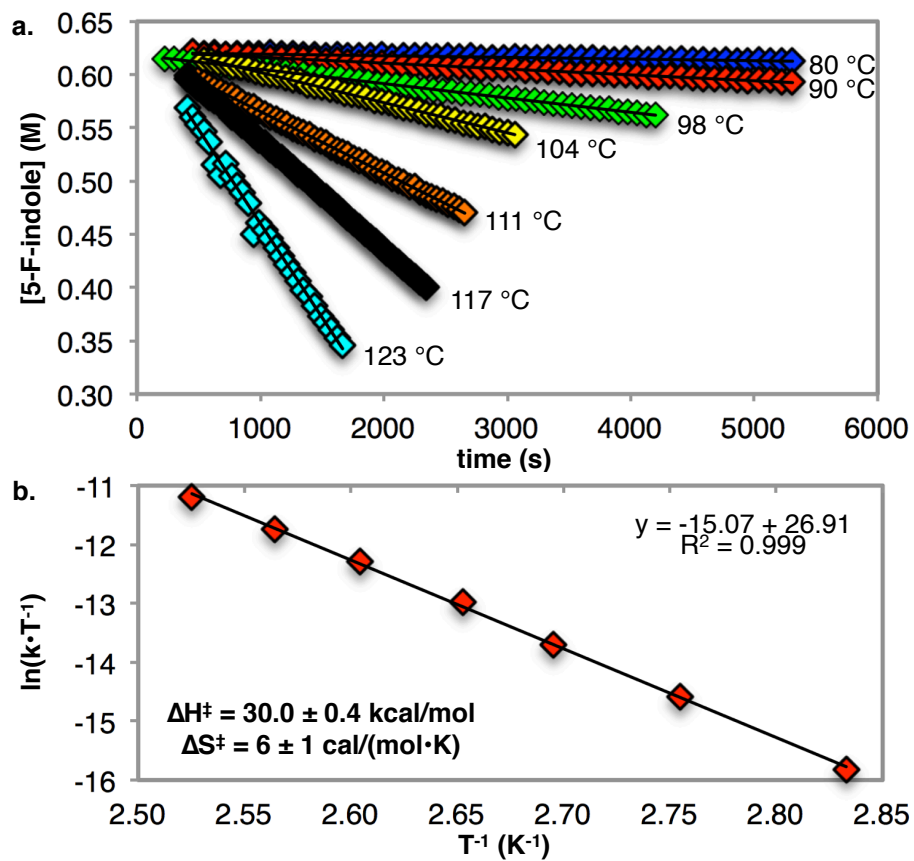 a.
[5-F-indole] (M)
0.65
0.60
0.55
0.50
0.45
0.40
0.35
0.30
80 °C
90 °C
98 °C
104 °C
111 °C
117 °C
123 °C
0 1000 2000 3000 4000 5000 6000
time (s)
b.
ln(k•T⁻¹)
-11
-12
-13
-14
-15
-16
y = -15.07 + 26.91
R² = 0.999
ΔH‡ = 30.0 ± 0.4 kcal/mol
ΔS‡ = 6 ± 1 cal/(mol•K)
2.50 2.55 2.60 2.65 2.70 2.75 2.80 2.85
T⁻¹ (K⁻¹)